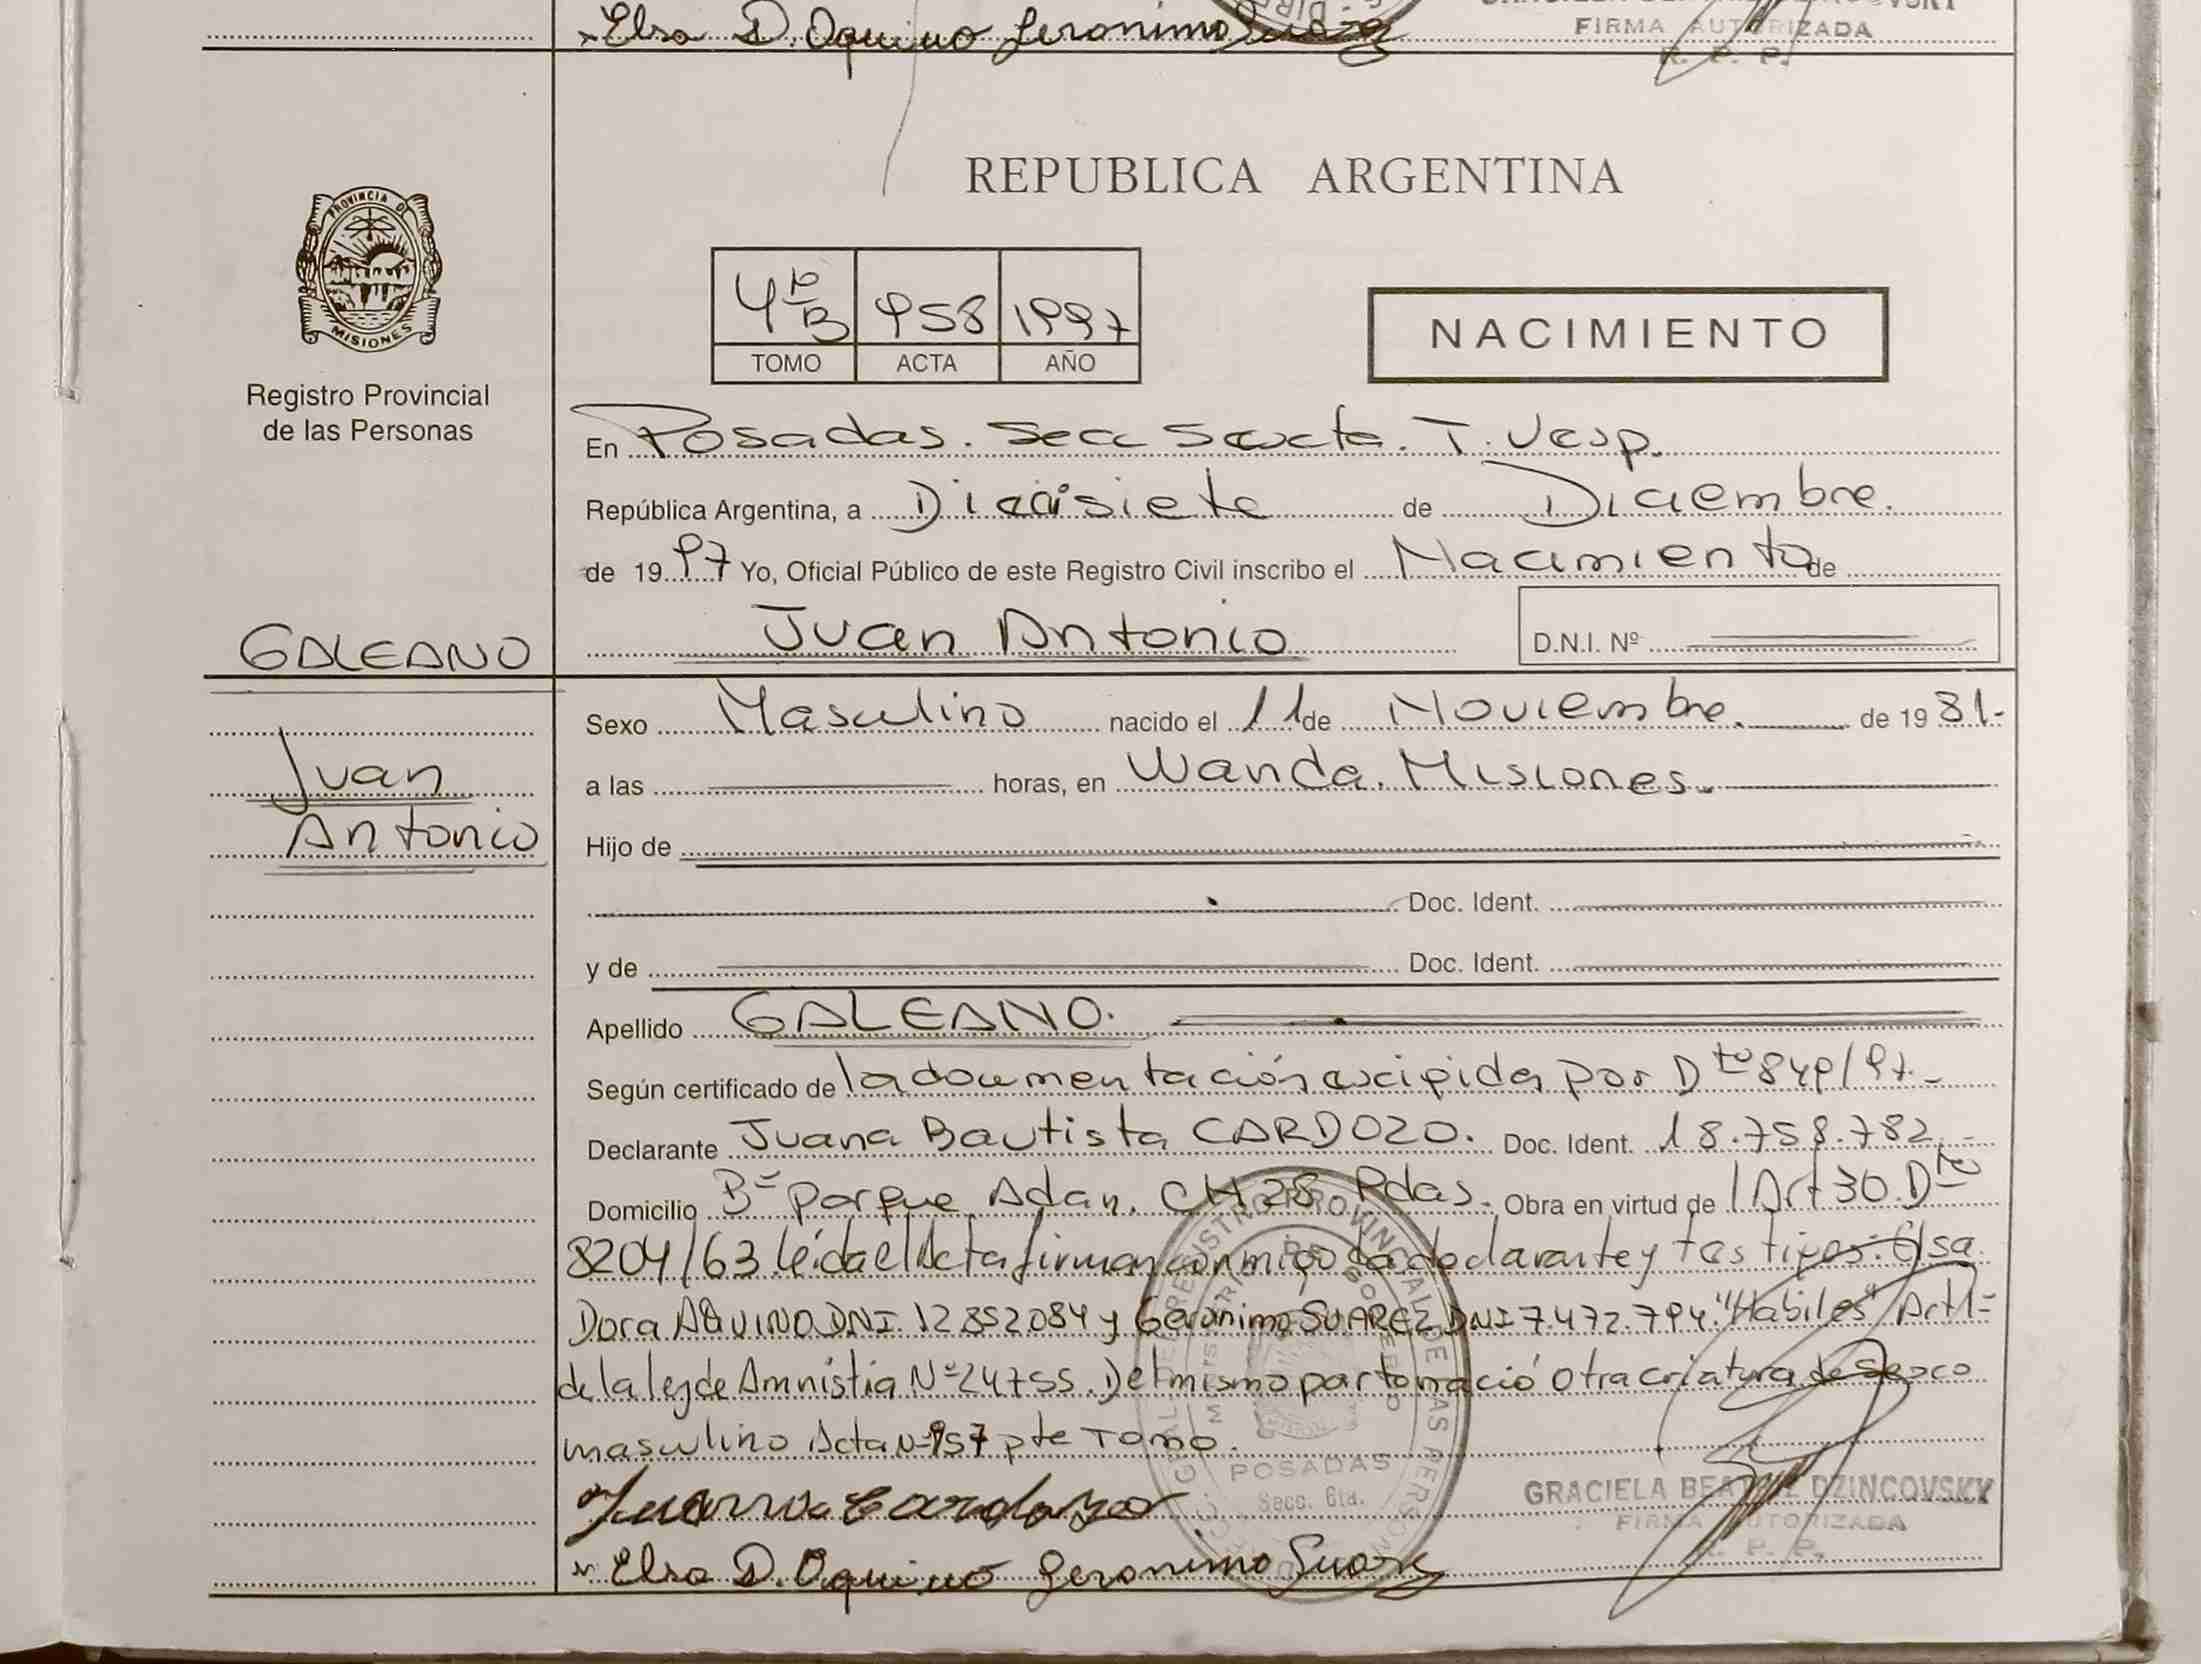 Elsa D. Aquino Geronimo Suarez
FIRMA AUTORIZADA
R. P. P.
PROVINCIA DE
MISIONES
Registro Provincial
de las Personas
REPUBLICA ARGENTINA
958 1997
TOMO ACTA AÑO
NACIMIENTO
En Posadas. Secc Sexta. T. Vesp.
República Argentina, a Diecisiete de Diciembre.
de 1997 Yo, Oficial Público de este Registro Civil inscribo el Nacimiento de
GALEANO
Juan Antonio D.N.I. Nº
Juan
Antonio
Sexo Masculino nacido el 11 de Noviembre. de 1981.-
a las horas, en Wanda. Misiones.
Hijo de
Doc. Ident.
y de Doc. Ident.
Apellido GALEANO.
Según certificado de la documentación exigida por Dto 849/97.-
Declarante Juana Bautista CARDOZO. Doc. Ident. 18.758.782.-
Domicilio Bº Parque Adan. CH 28 Pdas. Obra en virtud de l Art 30. Dto
8204/63. Leída el Acta firman conmigo la declarante y testigos: Elsa
Dora AQUINO DNI 12852084 y Geronimo SUAREZ DNI 7.472.794. "Habiles" Art 1º
de la ley de Amnistia Nº 24755. Del mismo parto nació otra criatura de sexo
masculino Acta Nº 957 pte Tomo.
Juana Cardozo
GRACIELA BEATRIZ DZINCOVSKY
FIRMA AUTORIZADA
R. P. P.
Elsa D. Aquino Geronimo Suarez
POSADAS
Secc. 6ta.